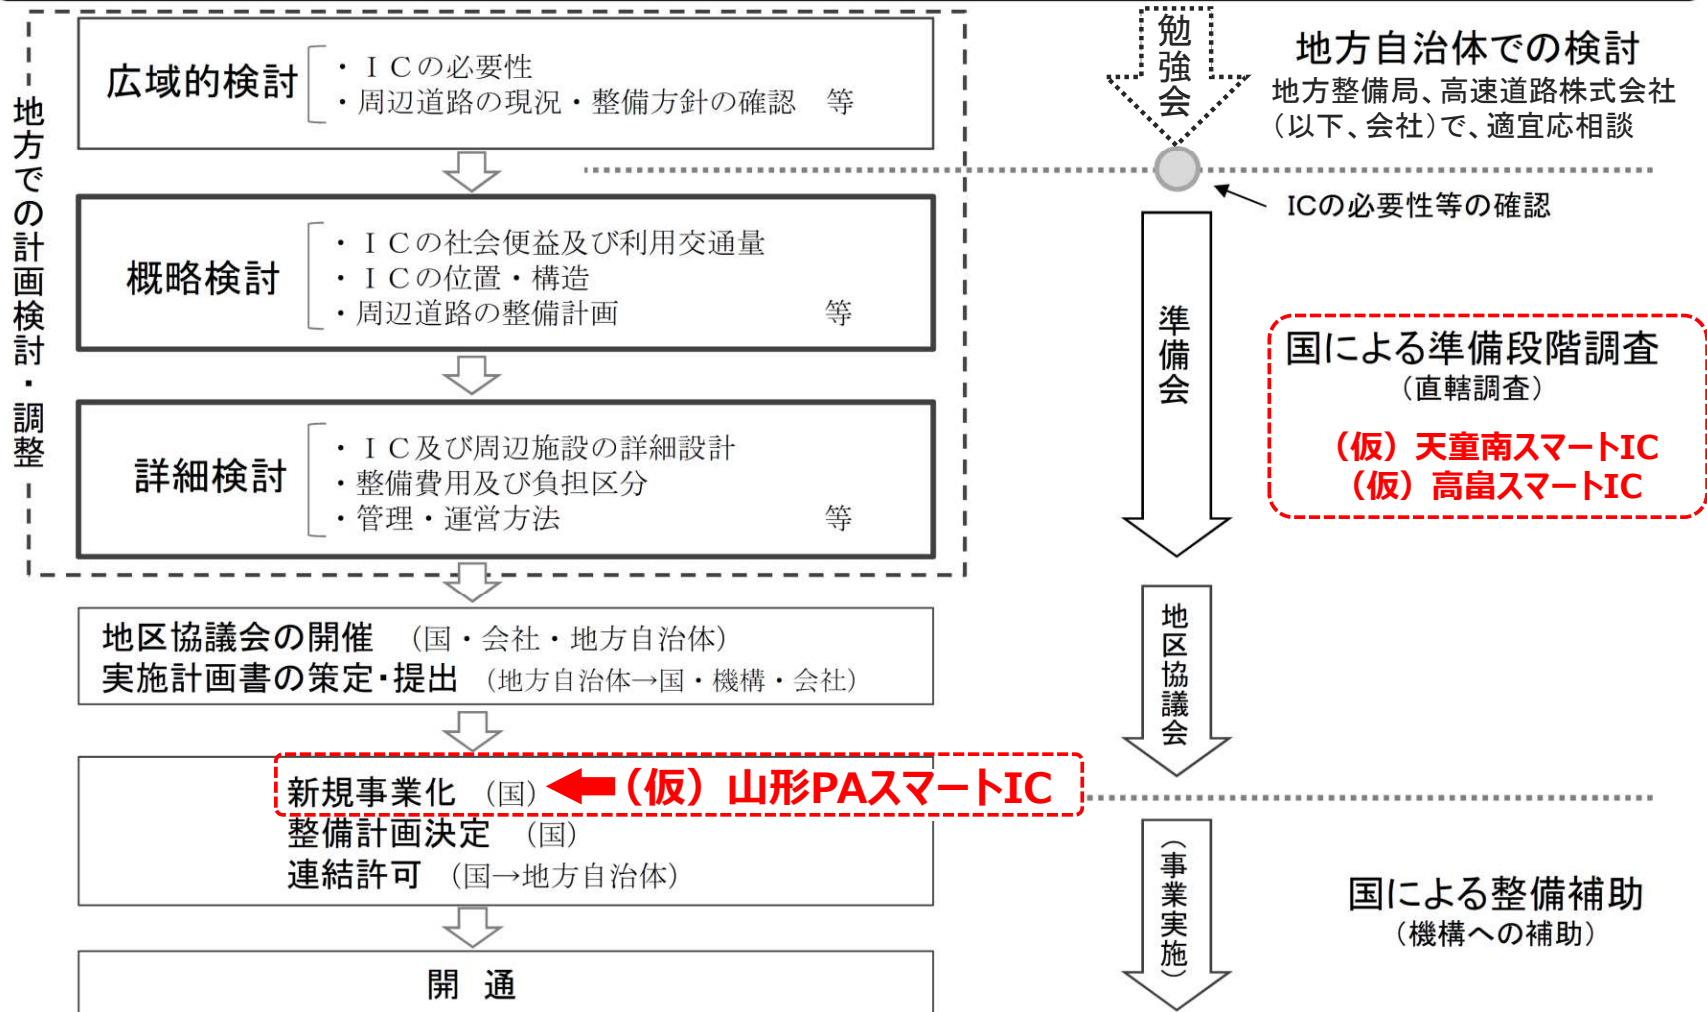 地方での計画検討・調整
広域的検討
・ＩＣの必要性
・周辺道路の現況・整備方針の確認　等
概略検討
・ＩＣの社会便益及び利用交通量
・ＩＣの位置・構造
・周辺道路の整備計画　等
詳細検討
・ＩＣ及び周辺施設の詳細設計
・整備費用及び負担区分
・管理・運営方法　等
地区協議会の開催　（国・会社・地方自治体）
実施計画書の策定・提出　（地方自治体→国・機構・会社）
新規事業化　（国）
（仮）山形PAスマートIC
整備計画決定　（国）
連結許可　（国→地方自治体）
開　通
勉強会
準備会
地区協議会
（事業実施）
地方自治体での検討
地方整備局、高速道路株式会社
（以下、会社）で、適宜応相談
ICの必要性等の確認
国による準備段階調査
（直轄調査）
（仮）天童南スマートIC
（仮）高畠スマートIC
国による整備補助
（機構への補助）